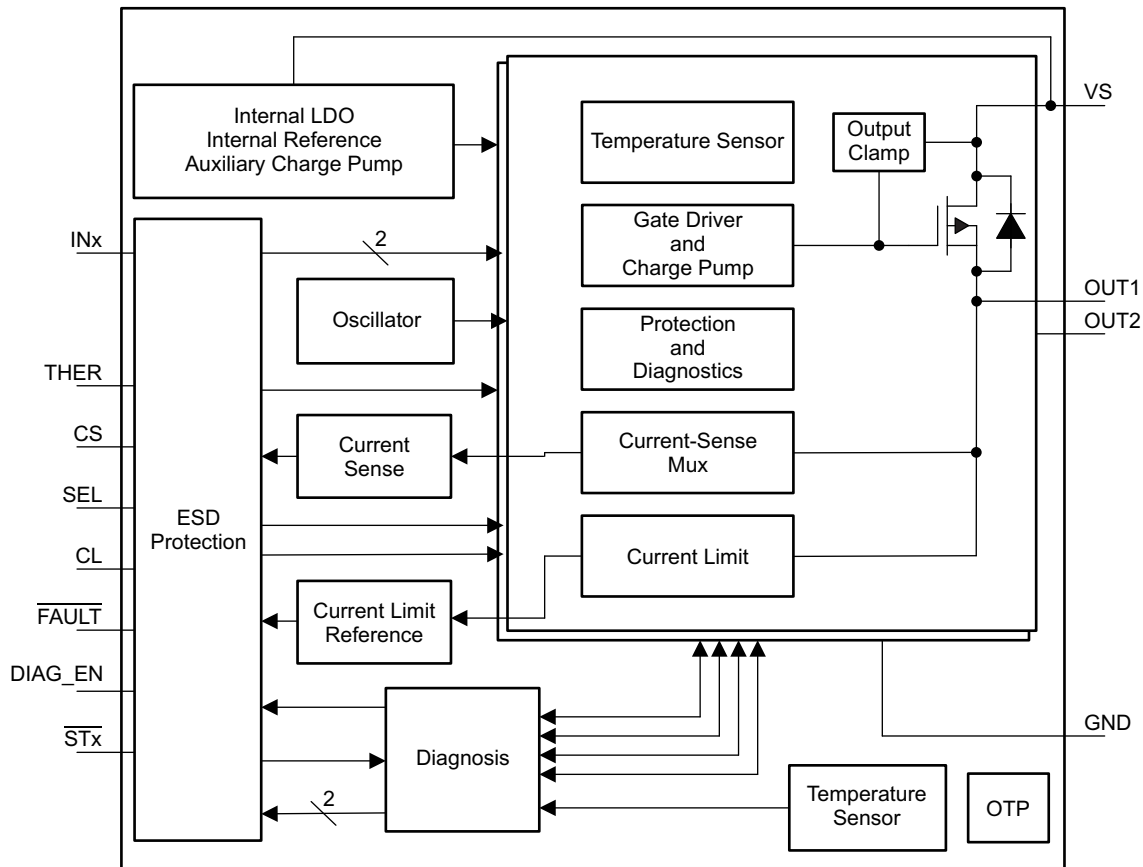 VS
Internal LDO
Internal Reference
Auxiliary Charge Pump
Temperature Sensor
Output
Clamp
INx
2
Gate Driver
and
Charge Pump
OUT1
Oscillator
OUT2
Protection
and
Diagnostics
THER
CS
Current
Sense
Current-Sense
Mux
SEL
ESD
Protection
CL
Current Limit
FAULT
Current Limit
Reference
DIAG_EN
GND
STx
Diagnosis
2
Temperature
Sensor
OTP